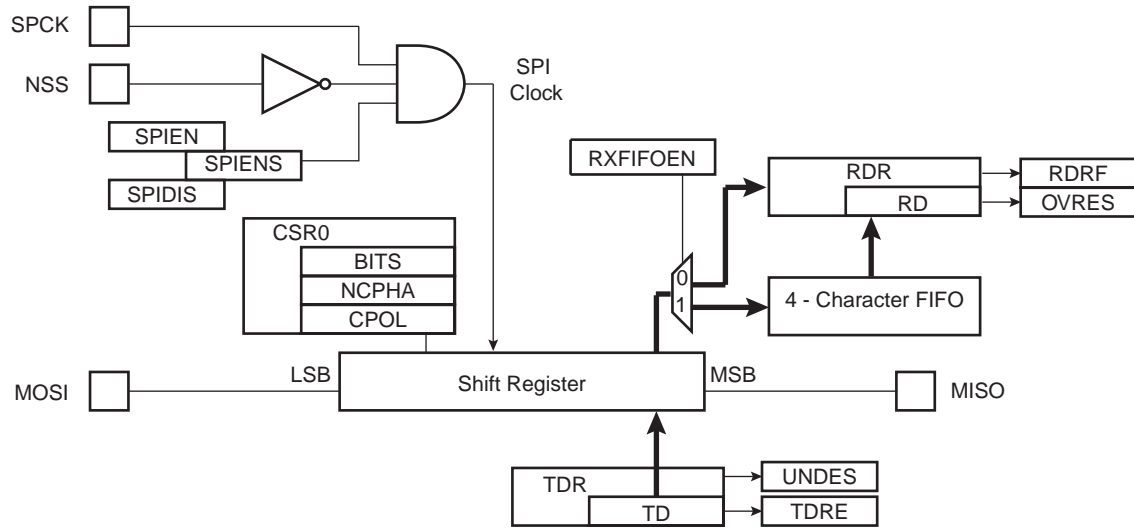 SPCK
NSS
SPI
Clock
SPIEN
SPIENS
SPIDIS
RXFIFOEN
RDR
RD
RDRF
OVRES
CSR0
BITS
NCPHA
CPOL
0
1
4 - Character FIFO
MOSI
LSB
Shift Register
MSB
MISO
TDR
TD
UNDES
TDRE